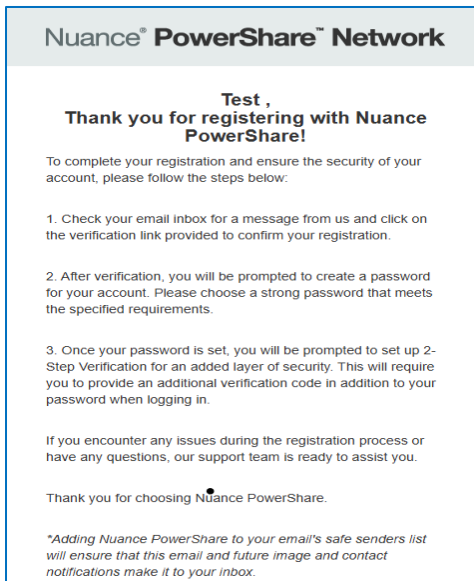 Nuance® PowerShare™ Network
Test ,
Thank you for registering with Nuance
PowerShare!
To complete your registration and ensure the security of your
account, please follow the steps below:
1. Check your email inbox for a message from us and click on
the verification link provided to confirm your registration.
2. After verification, you will be prompted to create a password
for your account. Please choose a strong password that meets
the specified requirements.
3. Once your password is set, you will be prompted to set up 2-
Step Verification for an added layer of security. This will require
you to provide an additional verification code in addition to your
password when logging in.
If you encounter any issues during the registration process or
have any questions, our support team is ready to assist you.
Thank you for choosing Nuance PowerShare.
*Adding Nuance PowerShare to your email's safe senders list
will ensure that this email and future image and contact
notifications make it to your inbox.